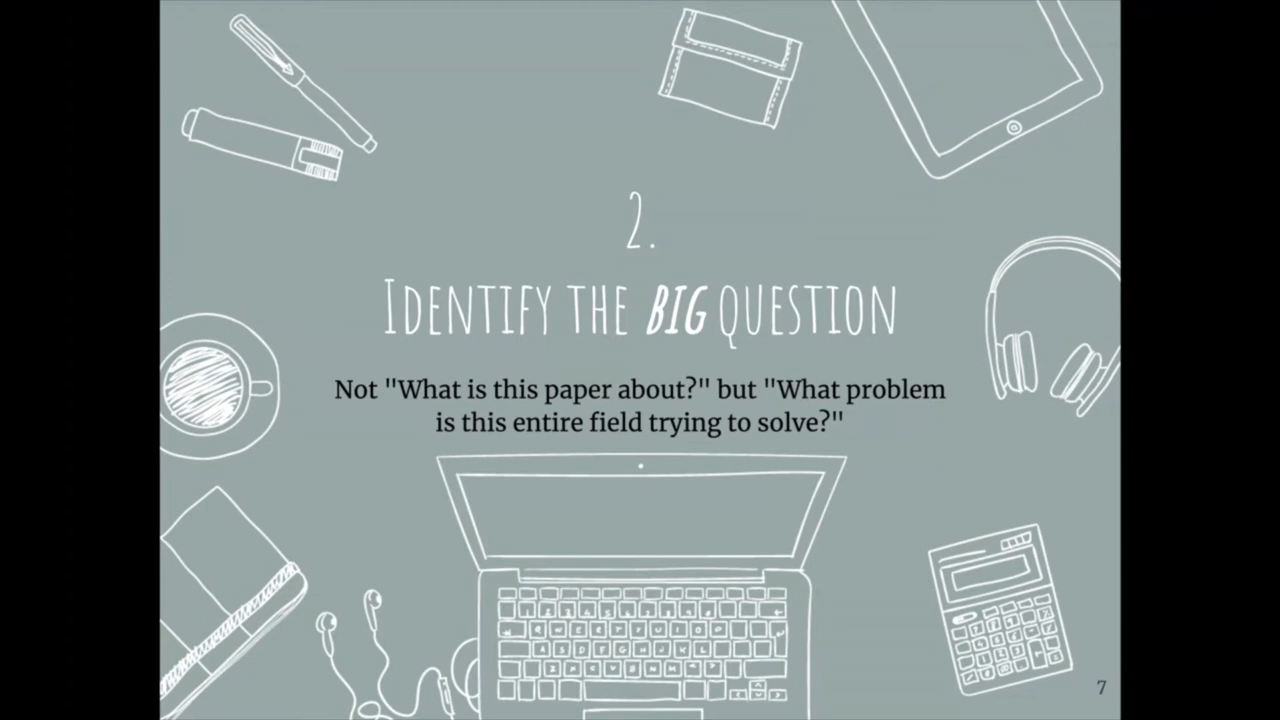 2.
IDENTIFY THE BIG QUESTION
Not "What is this paper about?" but "What problem
is this entire field trying to solve?"
7